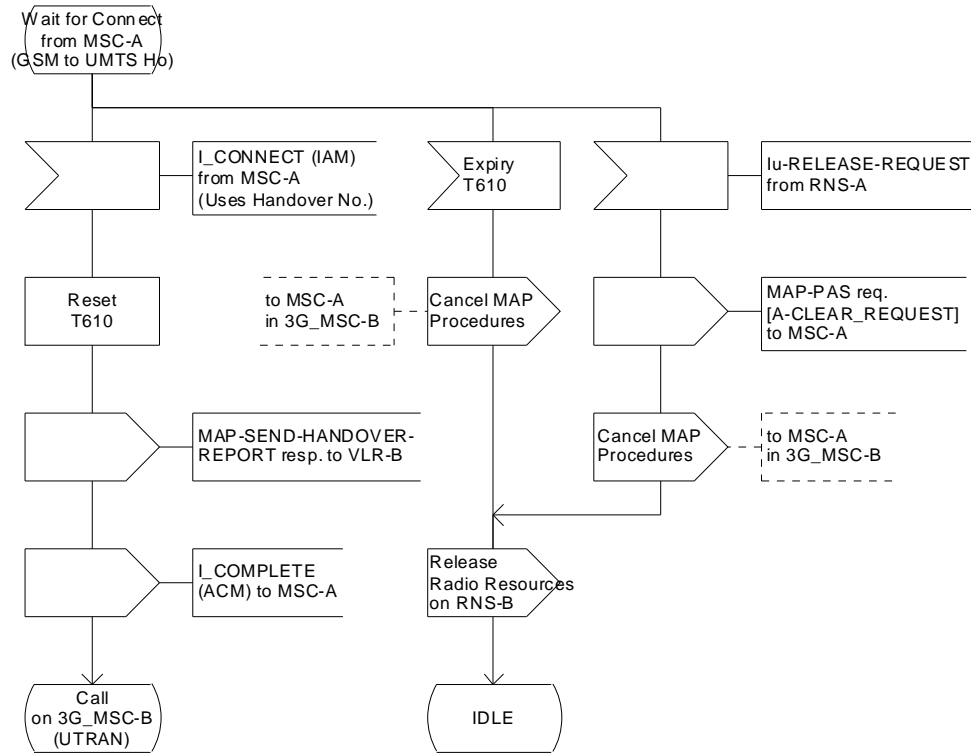 Wait for Connect
from MSC-A
(GSM to UMTS Ho)
I_CONNECT (IAM)
from MSC-A
(Uses Handover No.)
Expiry
T610
Iu-RELEASE-REQUEST
from RNS-A
Reset
T610
to MSC-A
in 3G_MSC-B
Cancel MAP
Procedures
MAP-PAS req.
[A-CLEAR_REQUEST]
to MSC-A
MAP-SEND-HANDOVER-
REPORT resp. to VLR-B
Cancel MAP
Procedures
to MSC-A
in 3G_MSC-B
I_COMPLETE
(ACM) to MSC-A
Release
Radio Resources
on RNS-B
Call
on 3G_MSC-B
(UTRAN)
IDLE